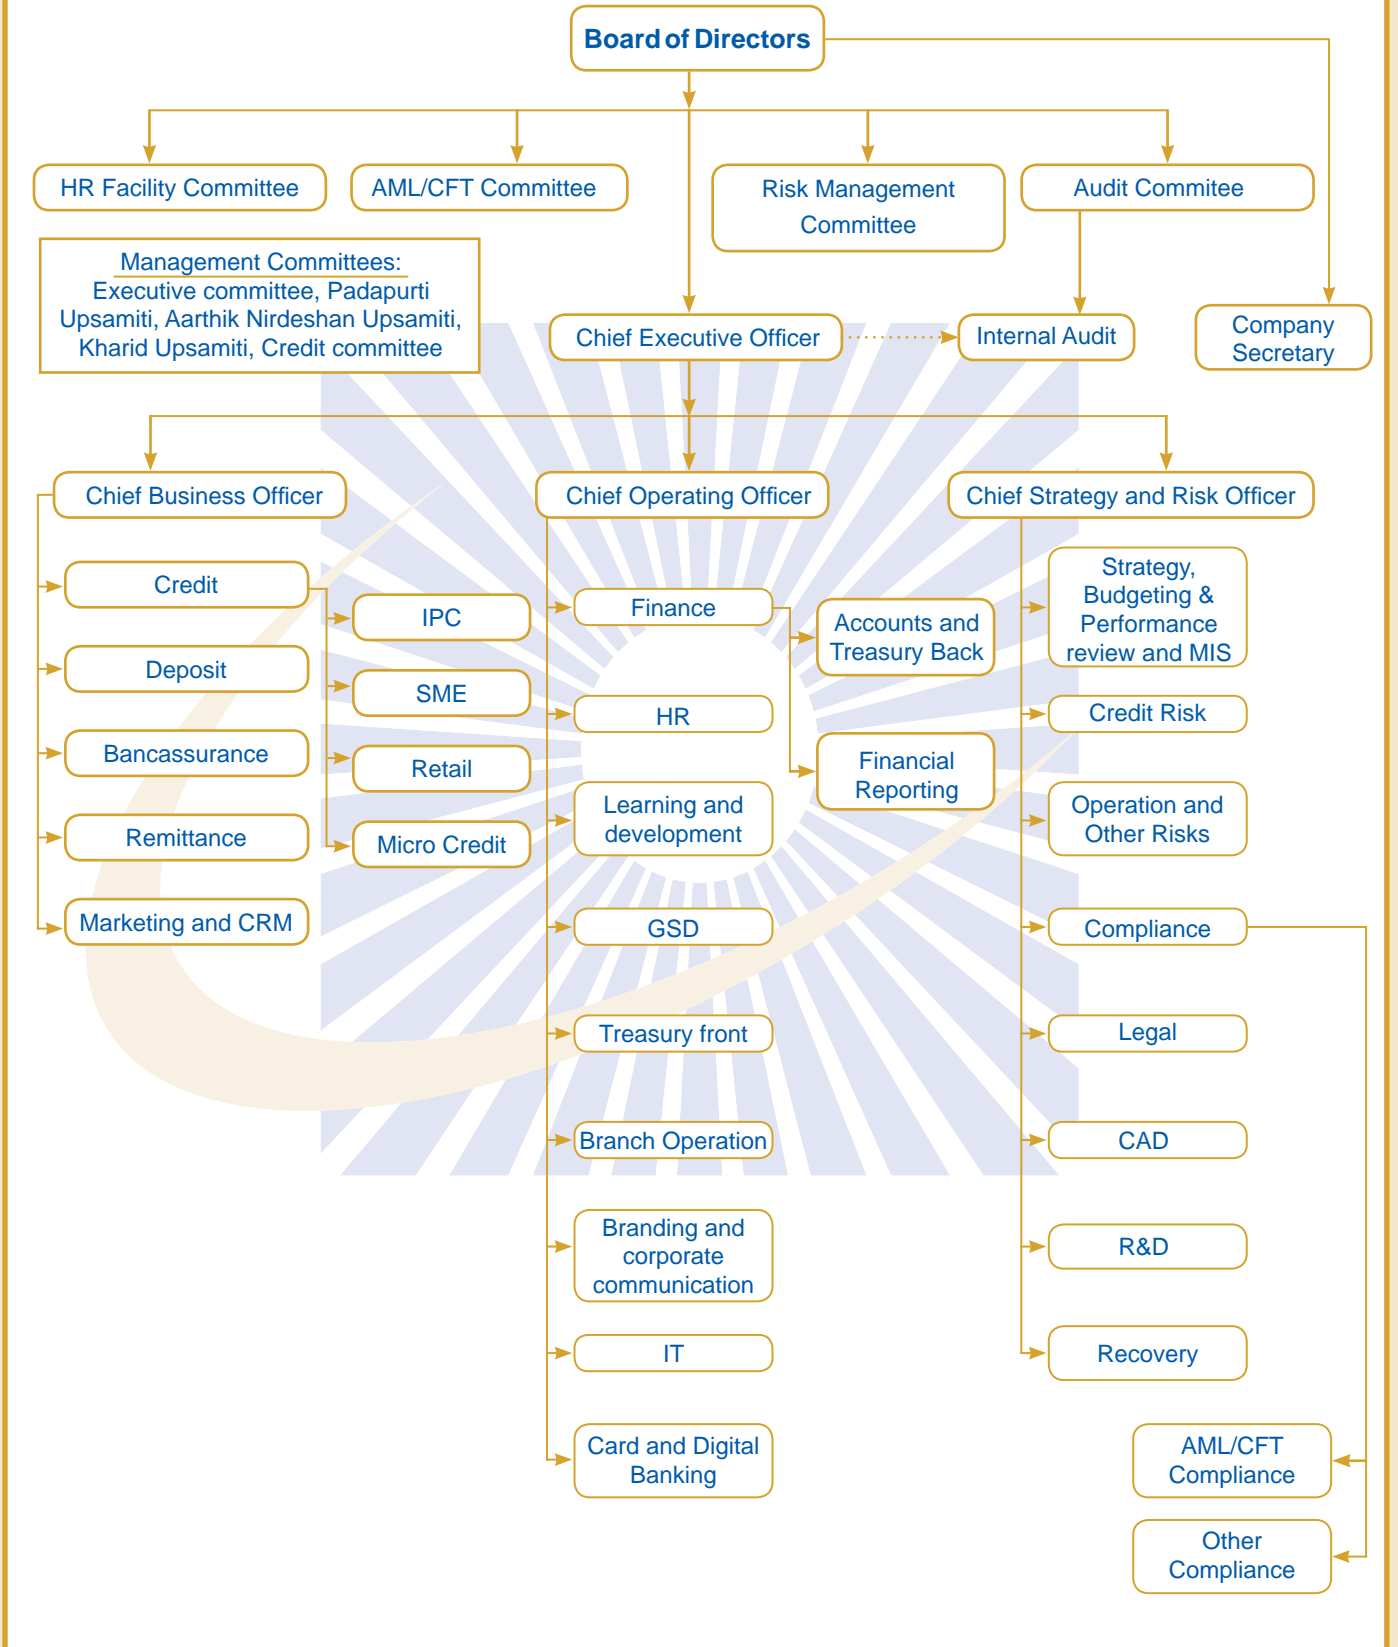 Board of Directors
HR Facility Committee
AML/CFT Committee
Risk Management
Committee
Audit Commitee
Management Committees:
Executive committee, Padapurti
Upsamiti, Aarthik Nirdeshan Upsamiti,
Kharid Upsamiti, Credit committee
Chief Executive Officer
Internal Audit
Company
Secretary
Chief Business Officer
Chief Operating Officer
Chief Strategy and Risk Officer
Credit
Deposit
Bancassurance
Remittance
Marketing and CRM
IPC
SME
Retail
Micro Credit
Finance
HR
Learning and
development
GSD
Treasury front
Branch Operation
Branding and
corporate
communication
IT
Card and Digital
Banking
Accounts and
Treasury Back
Financial
Reporting
Strategy,
Budgeting &
Performance
review and MIS
Credit Risk
Operation and
Other Risks
Compliance
Legal
CAD
R&D
Recovery
AML/CFT
Compliance
Other
Compliance